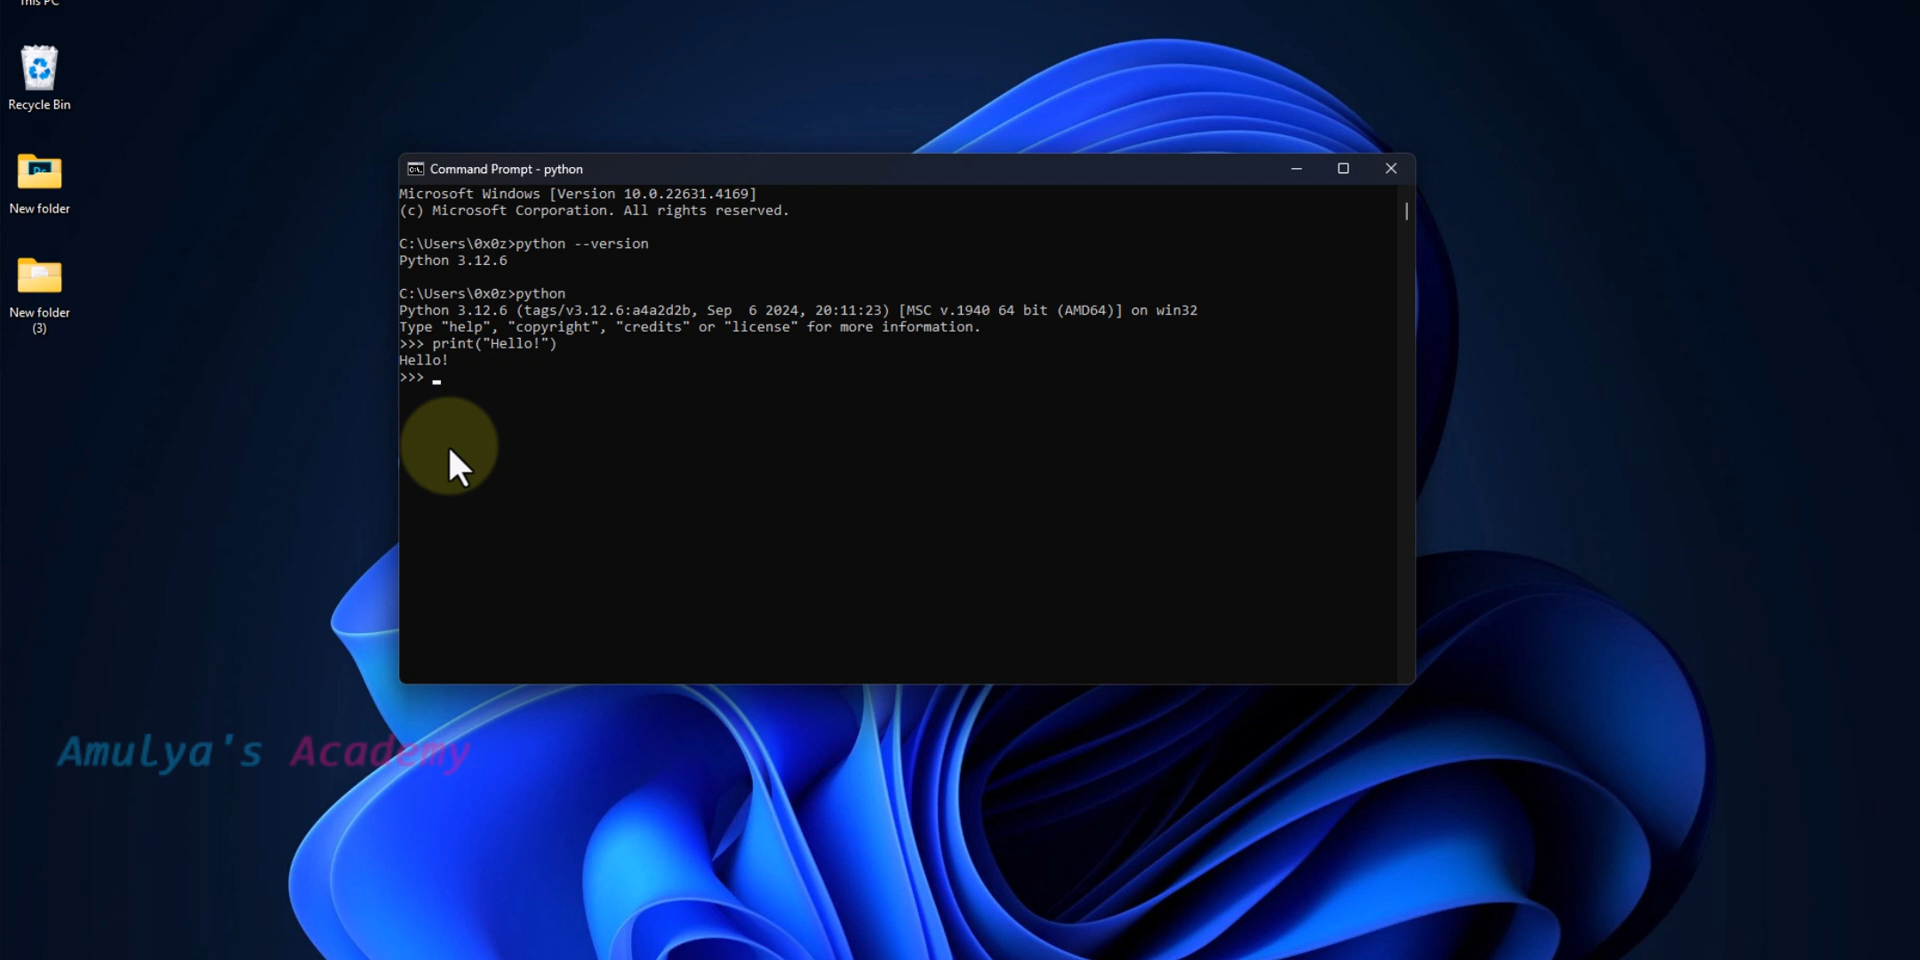 This PC
Recycle Bin
New folder
New folder
(3)
Command Prompt - python
Microsoft Windows [Version 10.0.22631.4169]
(c) Microsoft Corporation. All rights reserved.
C:\Users\0x0z>python --version
Python 3.12.6
C:\Users\0x0z>python
Python 3.12.6 (tags/v3.12.6:a4a2d2b, Sep  6 2024, 20:11:23) [MSC v.1940 64 bit (AMD64)] on win32
Type "help", "copyright", "credits" or "license" for more information.
>>> print("Hello!")
Hello!
>>>
Amulya's Academy